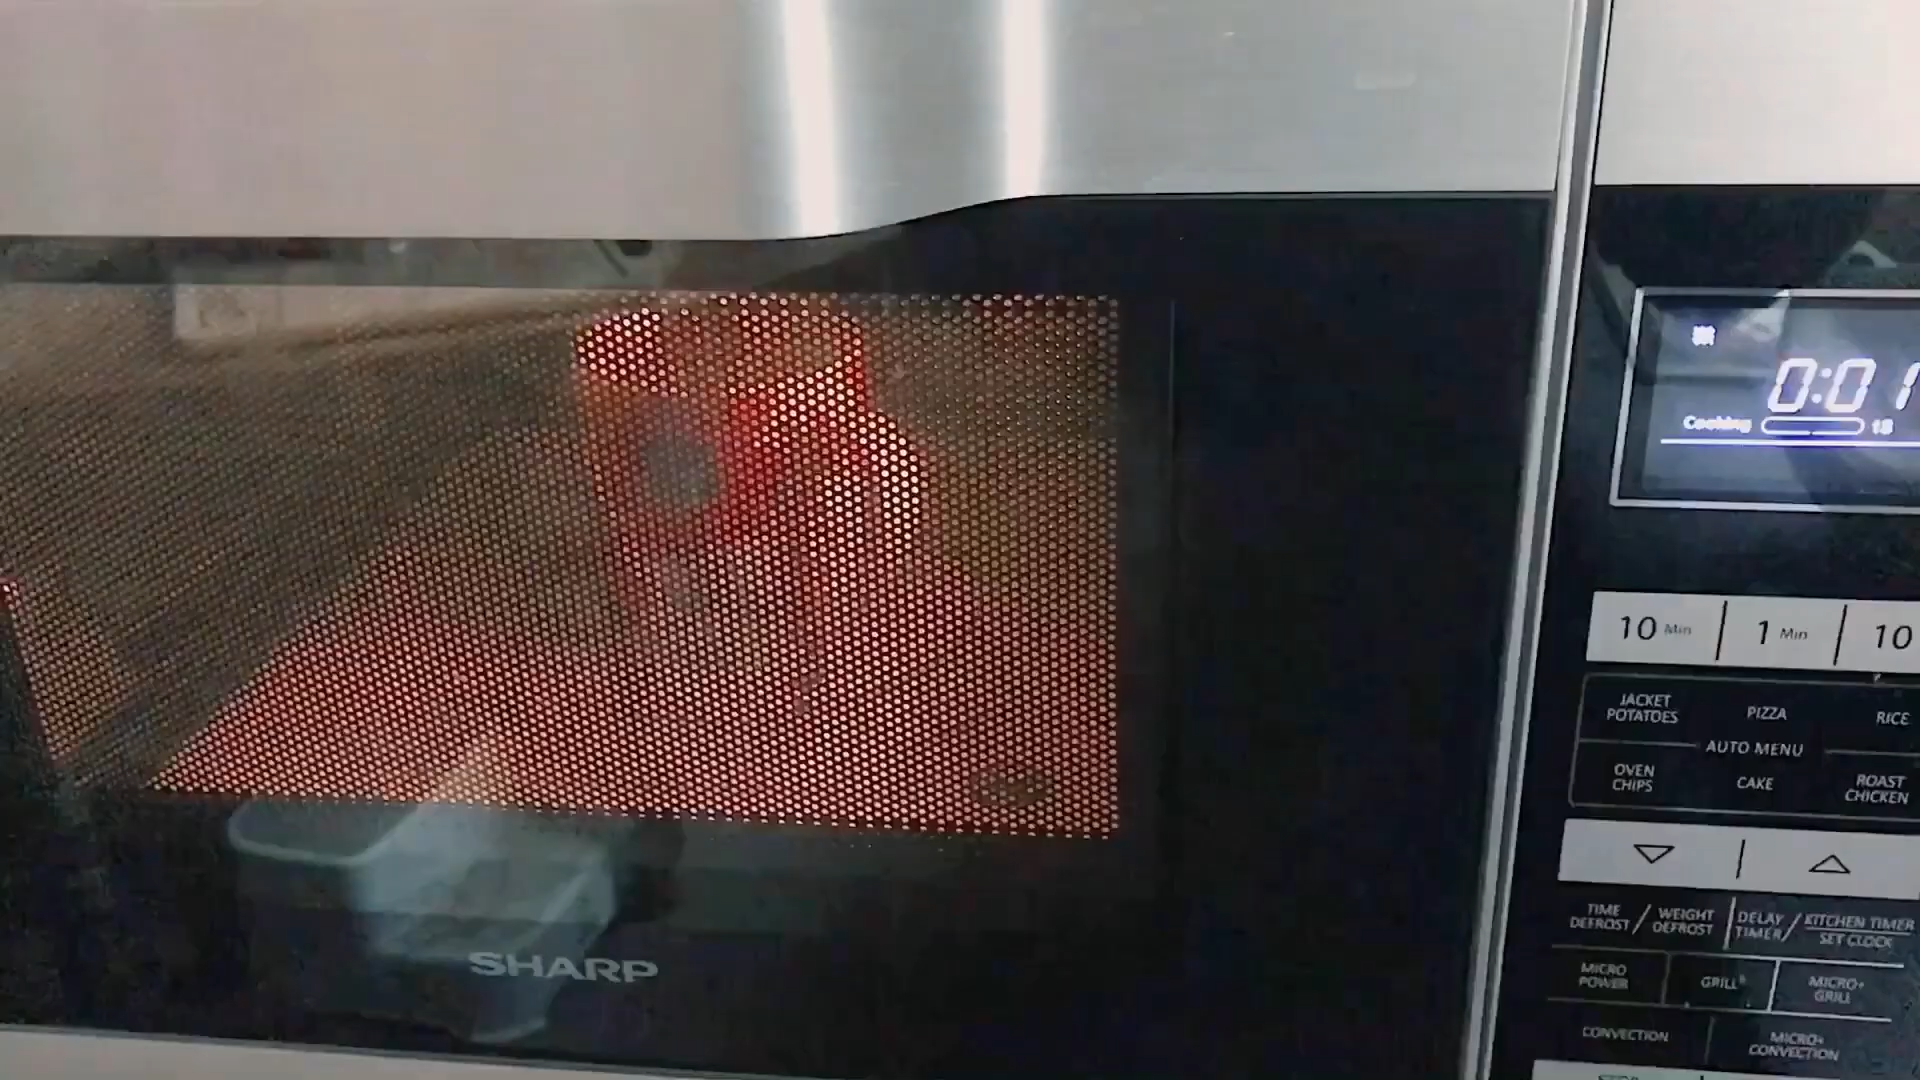 0:01
Cooking
10 Min 1 Min 10
JACKET POTATOES PIZZA RICE
AUTO MENU
OVEN CHIPS CAKE ROAST CHICKEN
TIME DEFROST / WEIGHT DEFROST DELAY TIMER / KITCHEN TIMER SET CLOCK
MICRO POWER GRILL MICRO+ GRILL
CONVECTION MICRO+ CONVECTION
SHARP